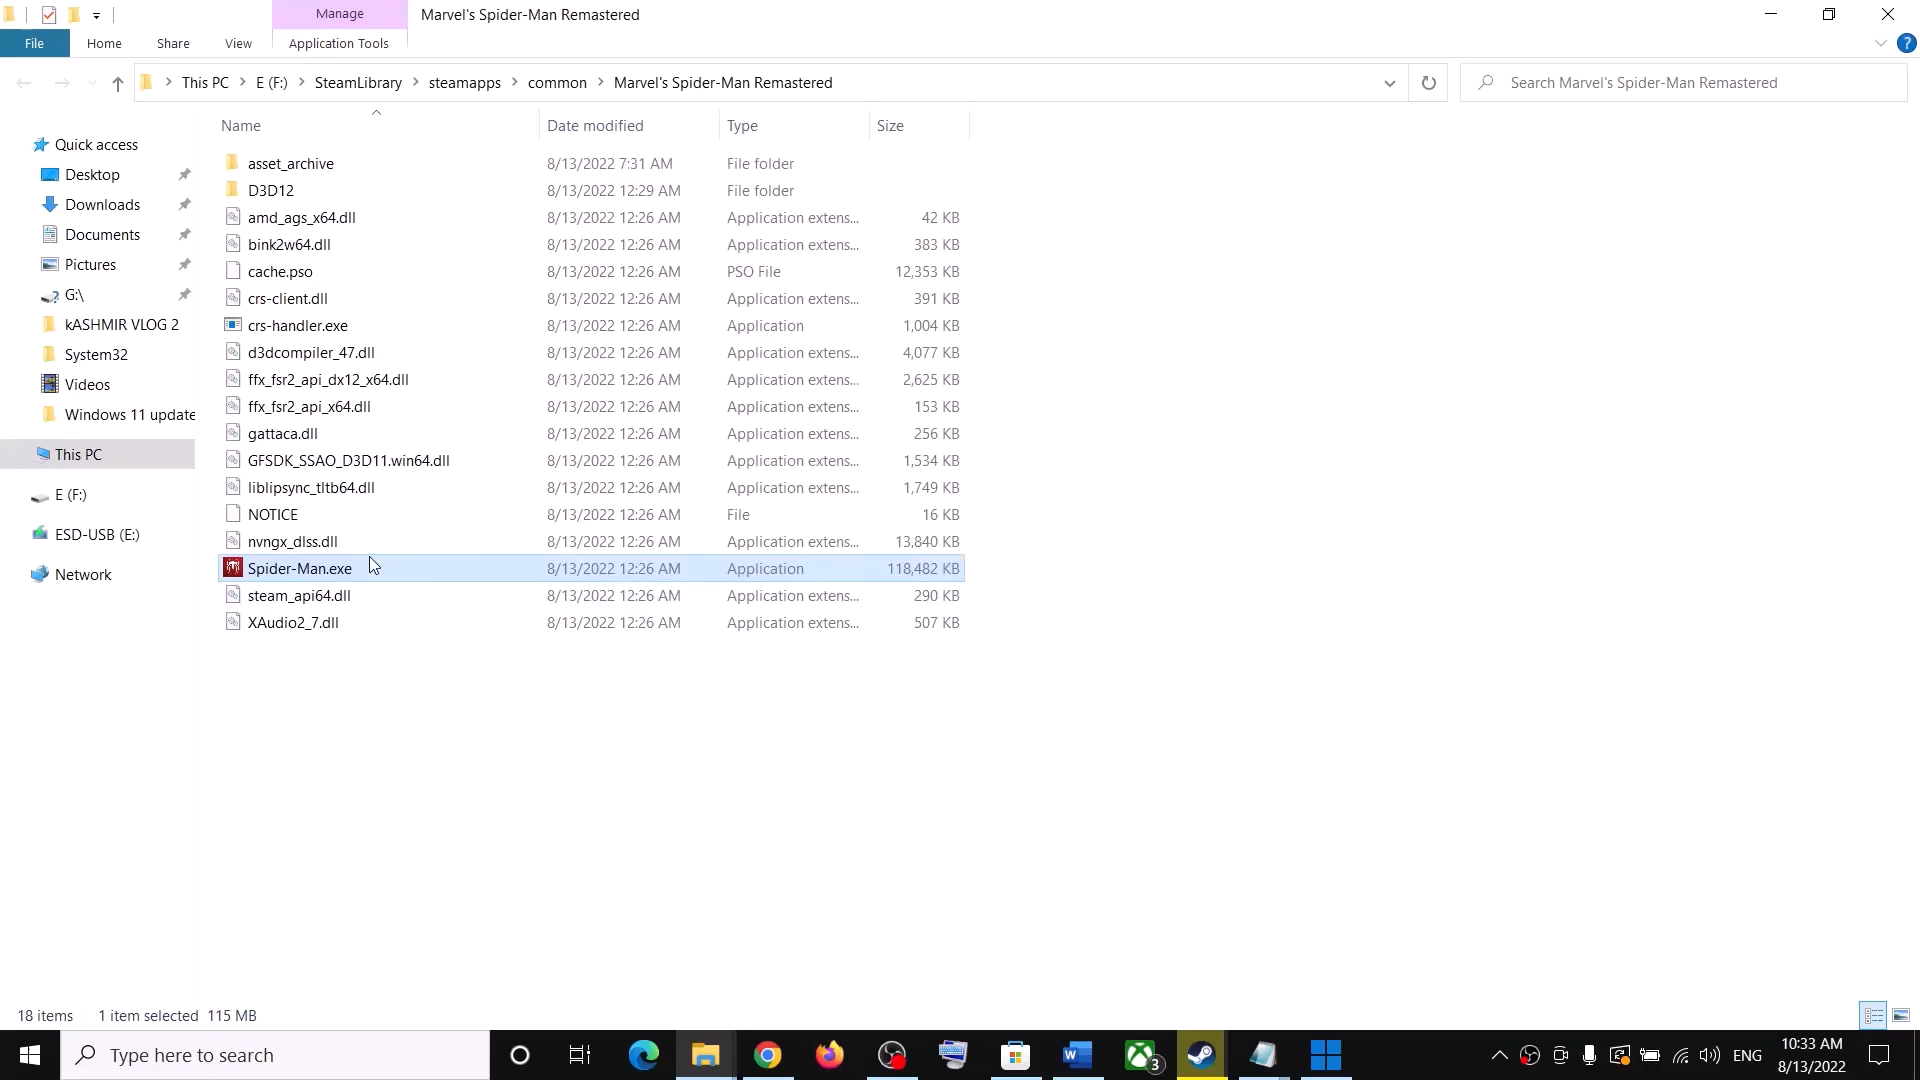 Manage
Marvel's Spider-Man Remastered
File
Home
Share
View
Application Tools
This PC
E (F:)
SteamLibrary
steamapps
common
Marvel's Spider-Man Remastered
Search Marvel's Spider-Man Remastered
Name
Date modified
Type
Size
Quick access
Desktop
Downloads
Documents
Pictures
G:\
kASHMIR VLOG 2
System32
Videos
Windows 11 update
This PC
E (F:)
ESD-USB (E:)
Network
asset_archive 8/13/2022 7:31 AM File folder
D3D12 8/13/2022 12:29 AM File folder
amd_ags_x64.dll 8/13/2022 12:26 AM Application extens... 42 KB
bink2w64.dll 8/13/2022 12:26 AM Application extens... 383 KB
cache.pso 8/13/2022 12:26 AM PSO File 12,353 KB
crs-client.dll 8/13/2022 12:26 AM Application extens... 391 KB
crs-handler.exe 8/13/2022 12:26 AM Application 1,004 KB
d3dcompiler_47.dll 8/13/2022 12:26 AM Application extens... 4,077 KB
ffx_fsr2_api_dx12_x64.dll 8/13/2022 12:26 AM Application extens... 2,625 KB
ffx_fsr2_api_x64.dll 8/13/2022 12:26 AM Application extens... 153 KB
gattaca.dll 8/13/2022 12:26 AM Application extens... 256 KB
GFSDK_SSAO_D3D11.win64.dll 8/13/2022 12:26 AM Application extens... 1,534 KB
liblipsync_tltb64.dll 8/13/2022 12:26 AM Application extens... 1,749 KB
NOTICE 8/13/2022 12:26 AM File 16 KB
nvngx_dlss.dll 8/13/2022 12:26 AM Application extens... 13,840 KB
Spider-Man.exe 8/13/2022 12:26 AM Application 118,482 KB
steam_api64.dll 8/13/2022 12:26 AM Application extens... 290 KB
XAudio2_7.dll 8/13/2022 12:26 AM Application extens... 507 KB
18 items 1 item selected 115 MB
Type here to search
3
ENG
10:33 AM
8/13/2022